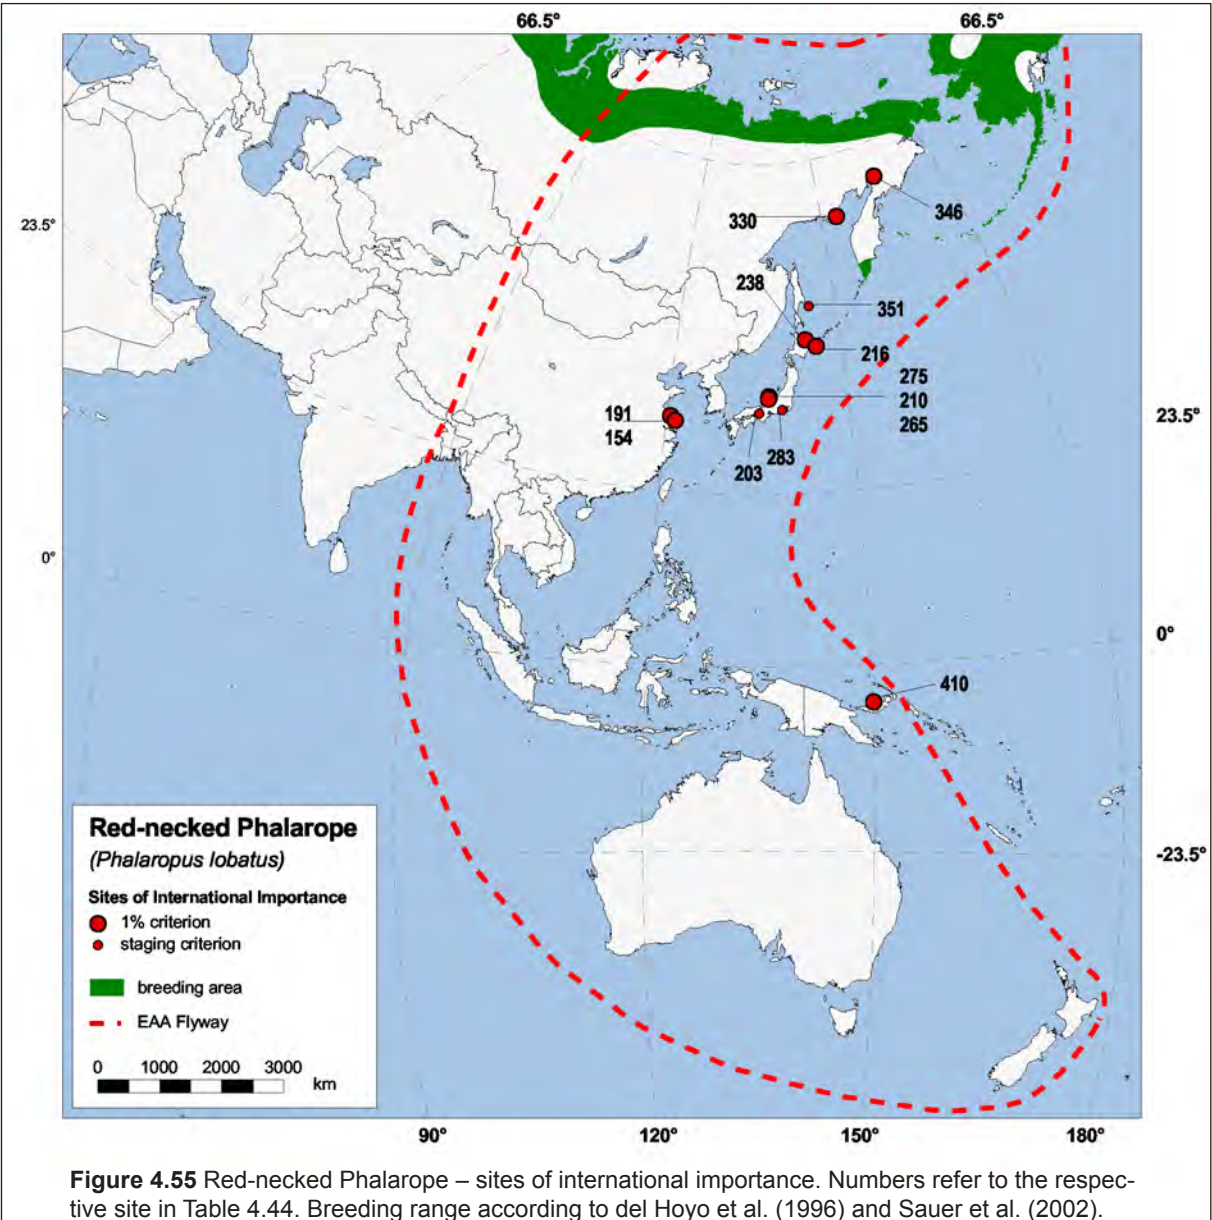 66.5° 66.5°
23.5°
346
330
238
351
216
275
191 210 23.5°
154 265
283
203
0°
0°
410
Red-necked Phalarope
(Phalaropus lobatus)
-23.5°
Sites of International Importance
1% criterion
staging criterion
breeding area
EAA Flyway
0 1000 2000 3000
km
90° 120° 150° 180°
Figure 4.55 Red-necked Phalarope – sites of international importance. Numbers refer to the respec-
tive site in Table 4.44. Breeding range according to del Hoyo et al. (1996) and Sauer et al. (2002).